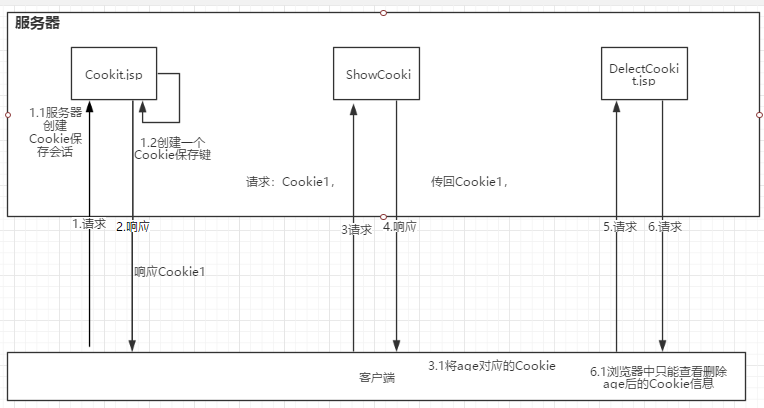 服务器
Cookit.jsp
ShowCooki
DelectCooki
t.jsp
1.1服务器
创建
Cookie保
存会话
1.2创建一个
Cookie保存键
请求：Cookie1，
传回Cookie1，
1.请求
2.响应
3请求
4.响应
5.请求
6.请求
响应Cookie1
3.1将age对应的Cookie
客户端
6.1浏览器中只能查看删除
age后的Cookie信息